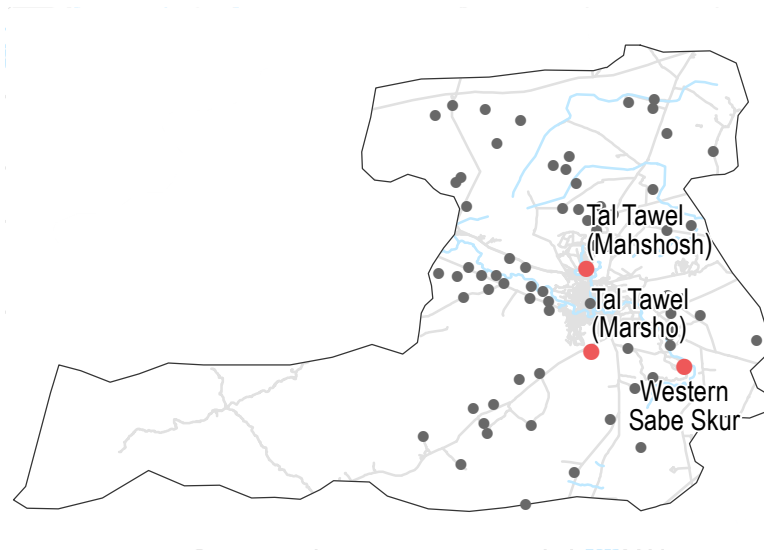 Tal Tawel
(Mahshosh)
Tal Tawel
(Marsho)
Western
Sabe Skur